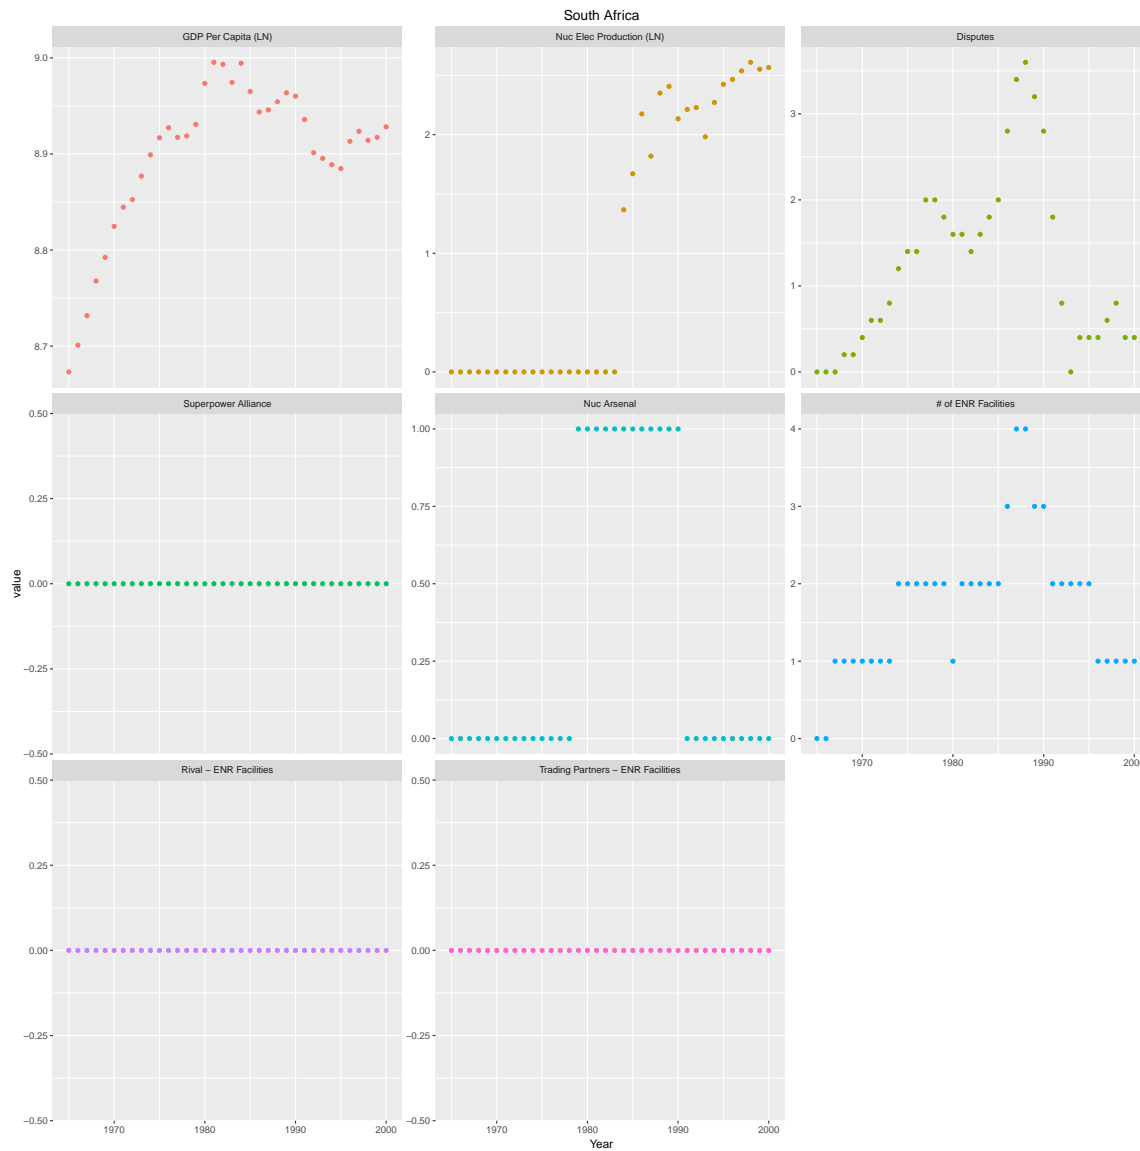 South Africa
GDP Per Capita (LN)
Nuc Elec Production (LN)
Disputes
9.0
8.9
8.8
8.7
2
1
0
3
2
1
0
Superpower Alliance
Nuc Arsenal
# of ENR Facilities
0.50
0.25
0.00
−0.25
−0.50
1.00
0.75
0.50
0.25
0.00
4
3
2
1
0
1970 1980 1990 200
Rival − ENR Facilities
Trading Partners − ENR Facilities
0.50
0.25
0.00
−0.25
−0.50
0.50
0.25
0.00
−0.25
−0.50
1970 1980 1990 2000
1970 1980 1990 2000
value
Year